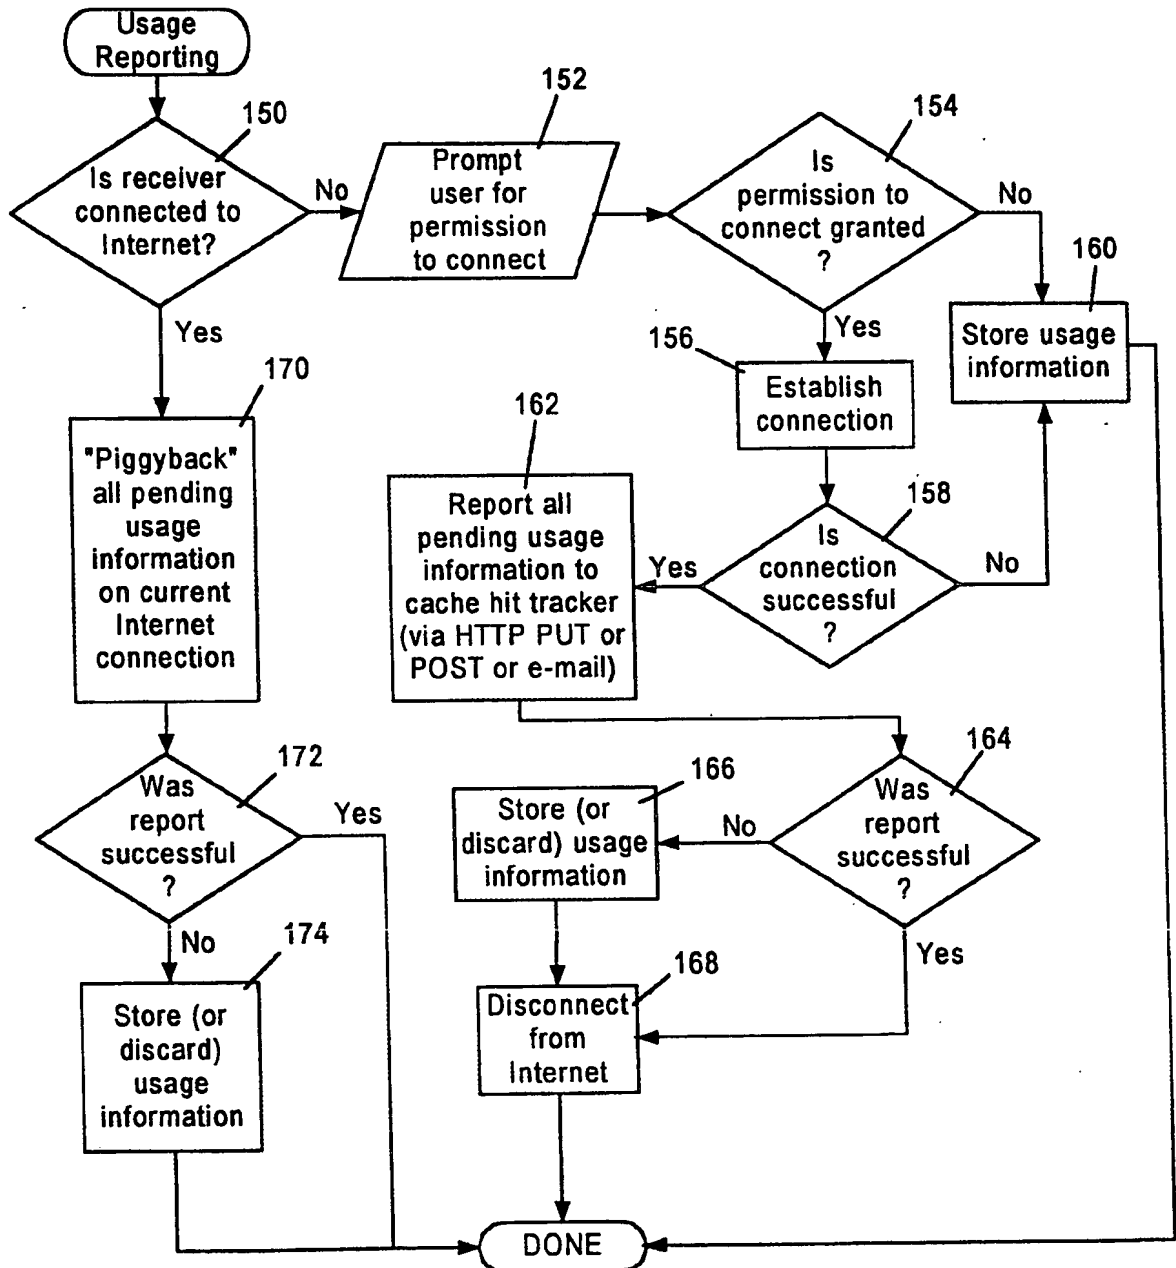 Usage
Reporting
150
Is receiver
connected to
Internet?
No
Yes
152
Prompt
user for
permission
to connect
154
Is
permission to
connect granted
?
No
Yes
160
Store usage
information
156
Establish
connection
158
Is
connection
successful
?
Yes
No
162
Report all
pending usage
information to
cache hit tracker
(via HTTP PUT or
POST or e-mail)
170
"Piggyback"
all pending
usage
information
on current
Internet
connection
172
Was
report
successful
?
Yes
No
174
Store (or
discard)
usage
information
164
Was
report
successful
?
No
Yes
166
Store (or
discard) usage
information
168
Disconnect
from
Internet
DONE